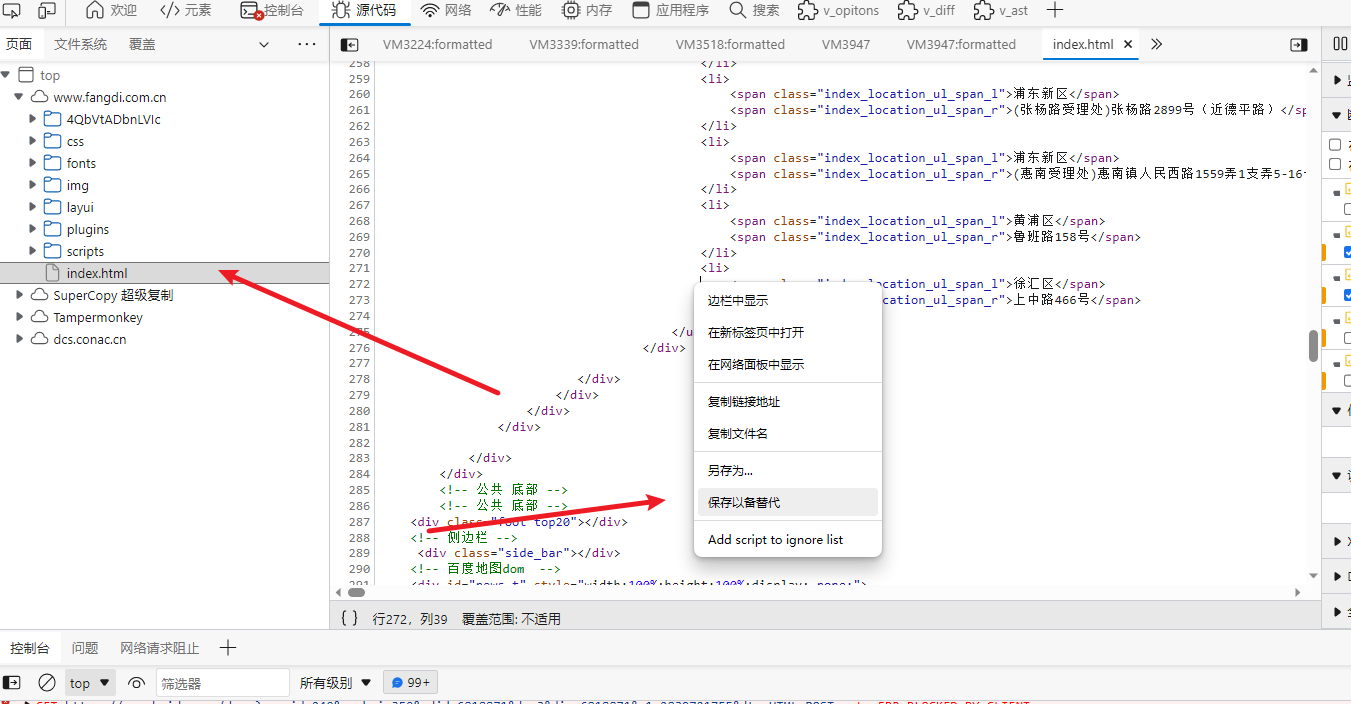 欢迎 元素 控制台 源代码 网络 性能 内存 应用程序 搜索 v_opitons v_diff v_ast
页面 文件系统 覆盖
VM3224:formatted VM3339:formatted VM3518:formatted VM3947 VM3947:formatted index.html
top
www.fangdi.com.cn
4QbVtADbnLVlc
css
fonts
img
layui
plugins
scripts
index.html
SuperCopy 超级复制
Tampermonkey
dcs.conac.cn
258 </li>
259 <li>
260 <span class="index_location_ul_span_l">浦东新区</span>
261 <span class="index_location_ul_span_r">(张杨路受理处)张杨路2899号（近德平路）</sp
262 </li>
263 <li>
264 <span class="index_location_ul_span_l">浦东新区</span>
265 <span class="index_location_ul_span_r">(惠南受理处)惠南镇人民西路1559弄1支弄5-16
266 </li>
267 <li>
268 <span class="index_location_ul_span_l">黄浦区</span>
269 <span class="index_location_ul_span_r">鲁班路158号</span>
270 </li>
271 <li>
272 cation_ul_span_l">徐汇区</span>
273 cation_ul_span_r">上中路466号</span>
274
275 </u
276 </div>
277
278 </div>
279 </div>
280 </div>
281 </div>
282
283 </div>
284 </div>
285 <!-- 公共 底部 -->
286 <!-- 公共 底部 -->
287 <div class="foot top20"></div>
288 <!-- 侧边栏 -->
289 <div class="side_bar"></div>
290 <!-- 百度地图dom -->
291 <div id="news_t" style="width:100%;height:100%;display: none;">
边栏中显示
在新标签页中打开
在网络面板中显示
复制链接地址
复制文件名
另存为...
保存以备替代
Add script to ignore list
{ } 行272，列39 覆盖范围: 不适用
控制台 问题 网络请求阻止
top 筛选器 所有级别 99+